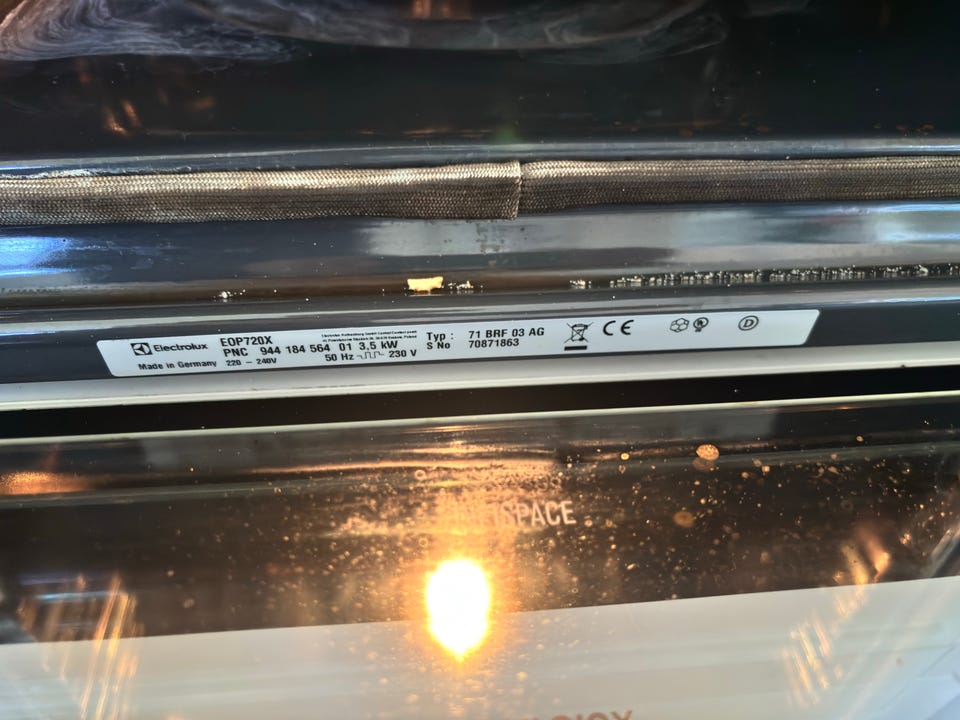 Electrolux
Made in Germany
EOP720X
PNC 944 184 564 01 3,5 kW
220 - 240V 50 Hz 230 V
Typ : 71 BRF 03 AG
S No 70871863
CE
D
SPACE